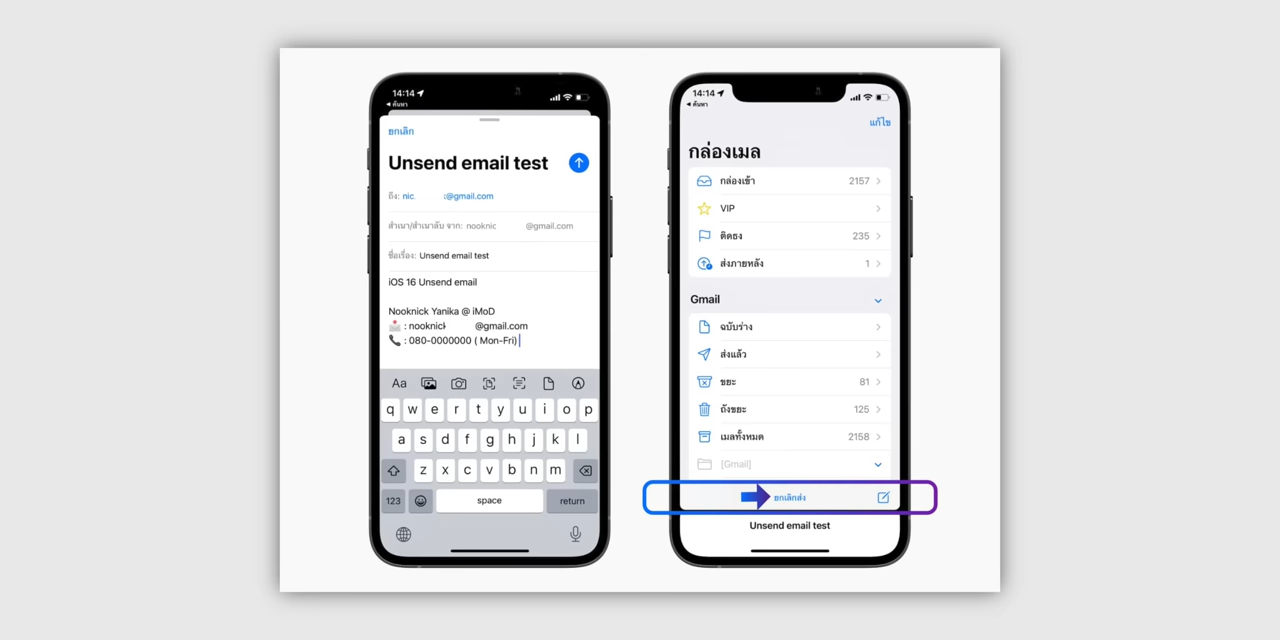 14:14
ค้นหา
ยกเลิก
Unsend email test
ถึง: nic :@gmail.com
สำเนา/สำเนาลับ จาก: nooknic @gmail.com
ชื่อเรื่อง: Unsend email test
iOS 16 Unsend email
Nooknick Yanika @ iMoD
: nooknick @gmail.com
: 080-0000000 ( Mon-Fri)
Aa
q w e r t y u i o p
a s d f g h j k l
z x c v b n m
123 space return
14:14
ค้นหา
แก้ไข
กล่องเมล
กล่องเข้า 2157
VIP
ติดธง 235
ส่งภายหลัง 1
Gmail
ฉบับร่าง
ส่งแล้ว
ขยะ 81
ถังขยะ 125
เมลทั้งหมด 2158
[Gmail]
ยกเลิกส่ง
Unsend email test